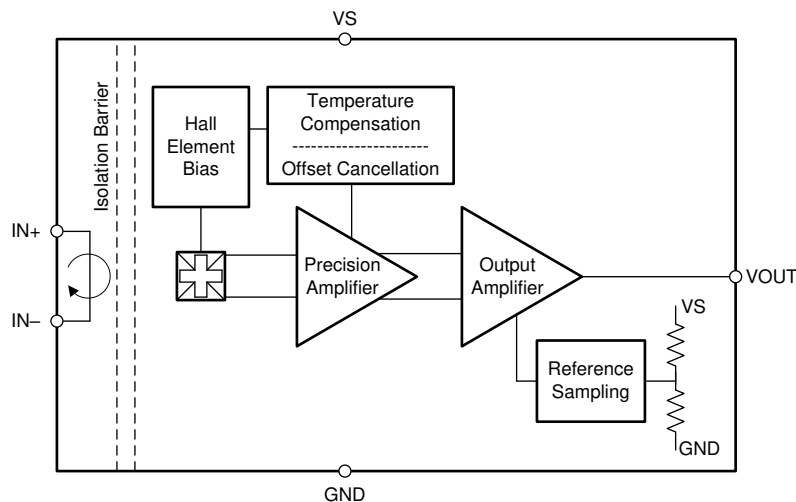 VS
Isolation Barrier
Hall
Element
Bias
Temperature
Compensation
Offset Cancellation
IN+
IN–
Precision
Amplifier
Output
Amplifier
VOUT
VS
Reference
Sampling
GND
GND